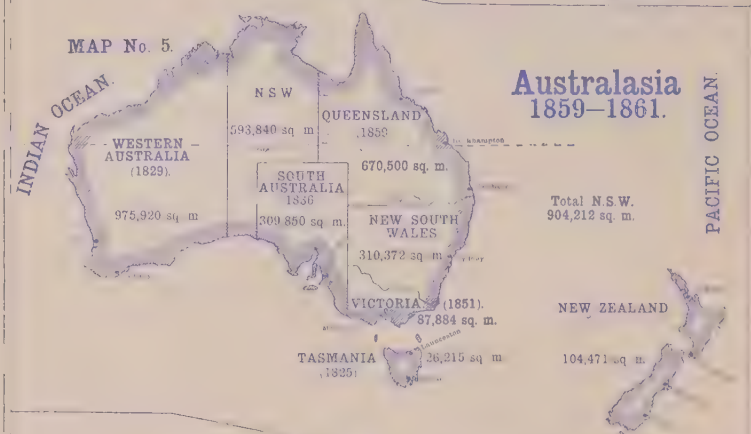 MAP No. 5.
Australasia
1859–1861.
INDIAN OCEAN.
PACIFIC OCEAN.
N S W
593,840 sq m
QUEENSLAND
1859
670,500 sq. m.
WESTERN
AUSTRALIA
(1829).
975,920 sq m
SOUTH
AUSTRALIA
1836
309,850 sq m.
NEW SOUTH
WALES
310,372 sq m
Total N.S.W.
904,212 sq. m.
VICTORIA (1851).
87,884 sq. m.
TASMANIA
(1825)
Launceston
26,215 sq m
NEW ZEALAND
104,471 sq m.